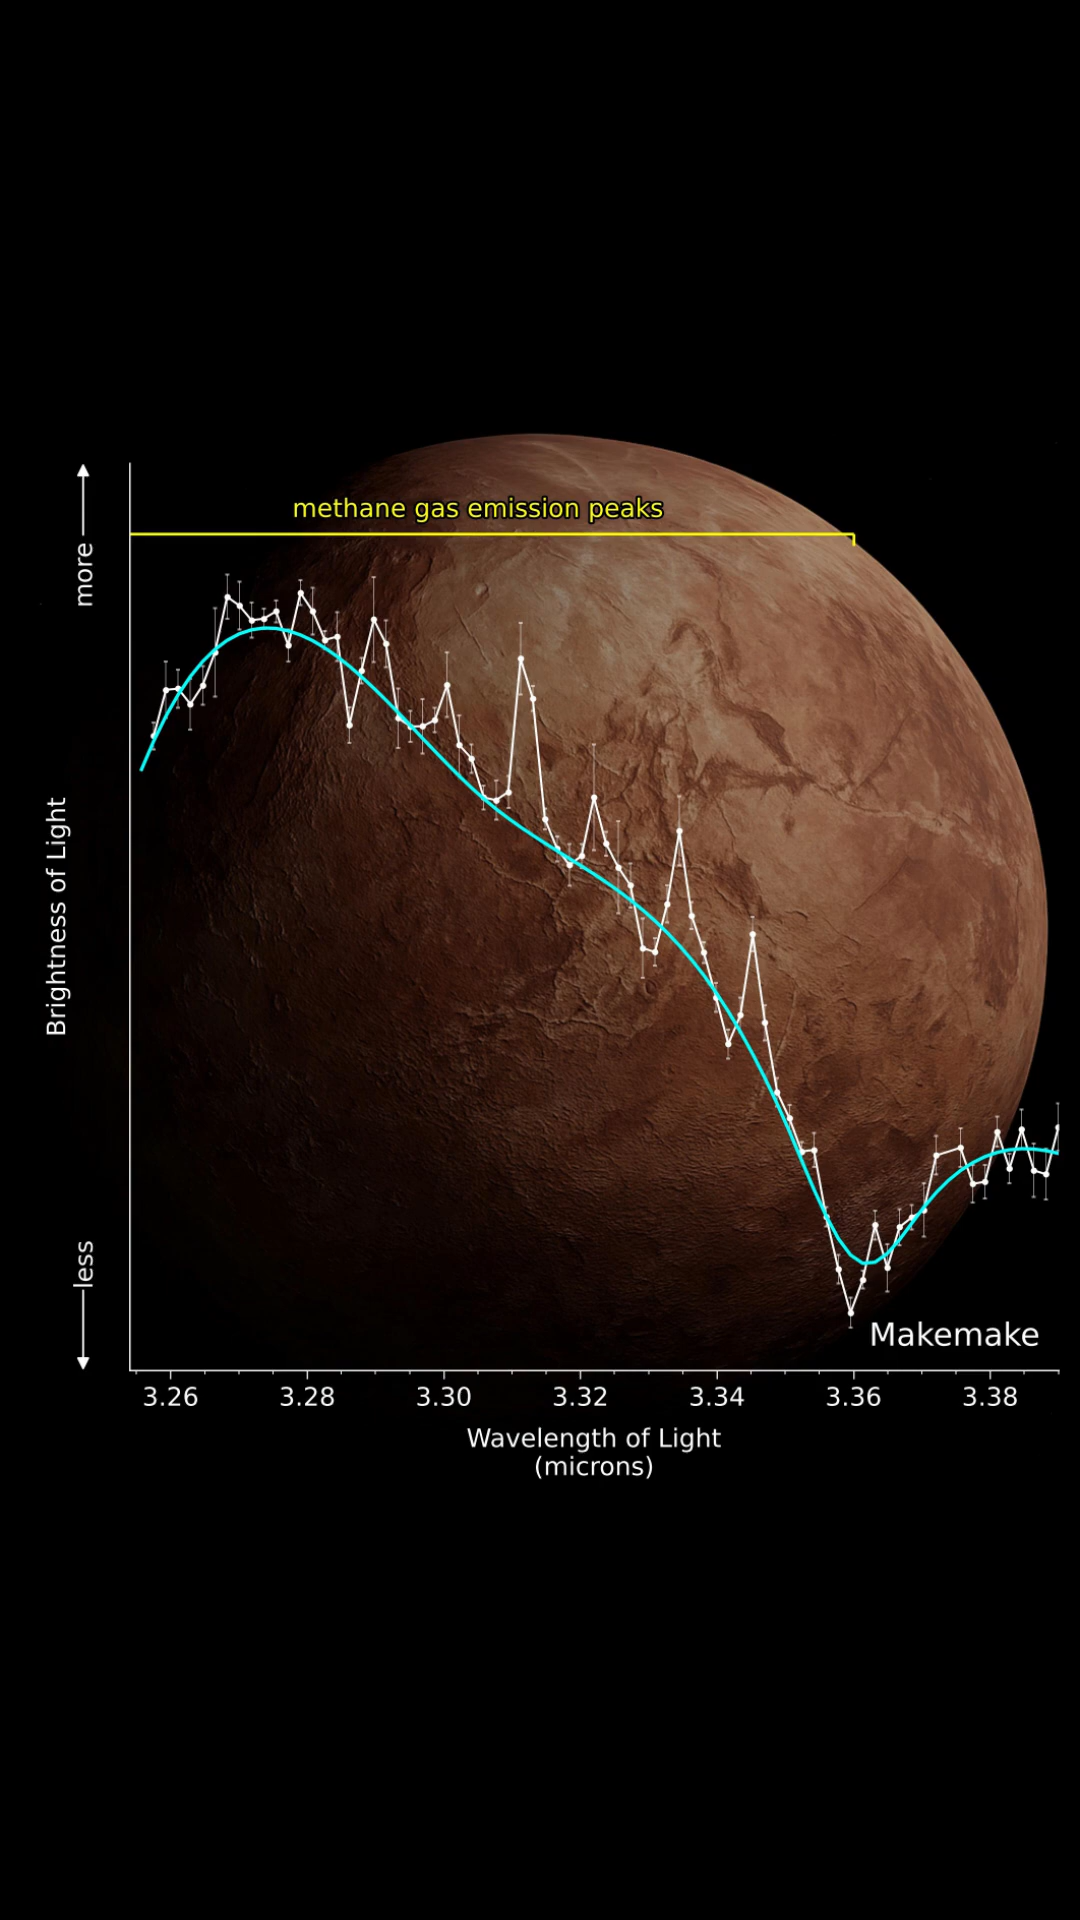 methane gas emission peaks
more
Brightness of Light
less
Makemake
3.26 3.28 3.30 3.32 3.34 3.36 3.38
Wavelength of Light
(microns)